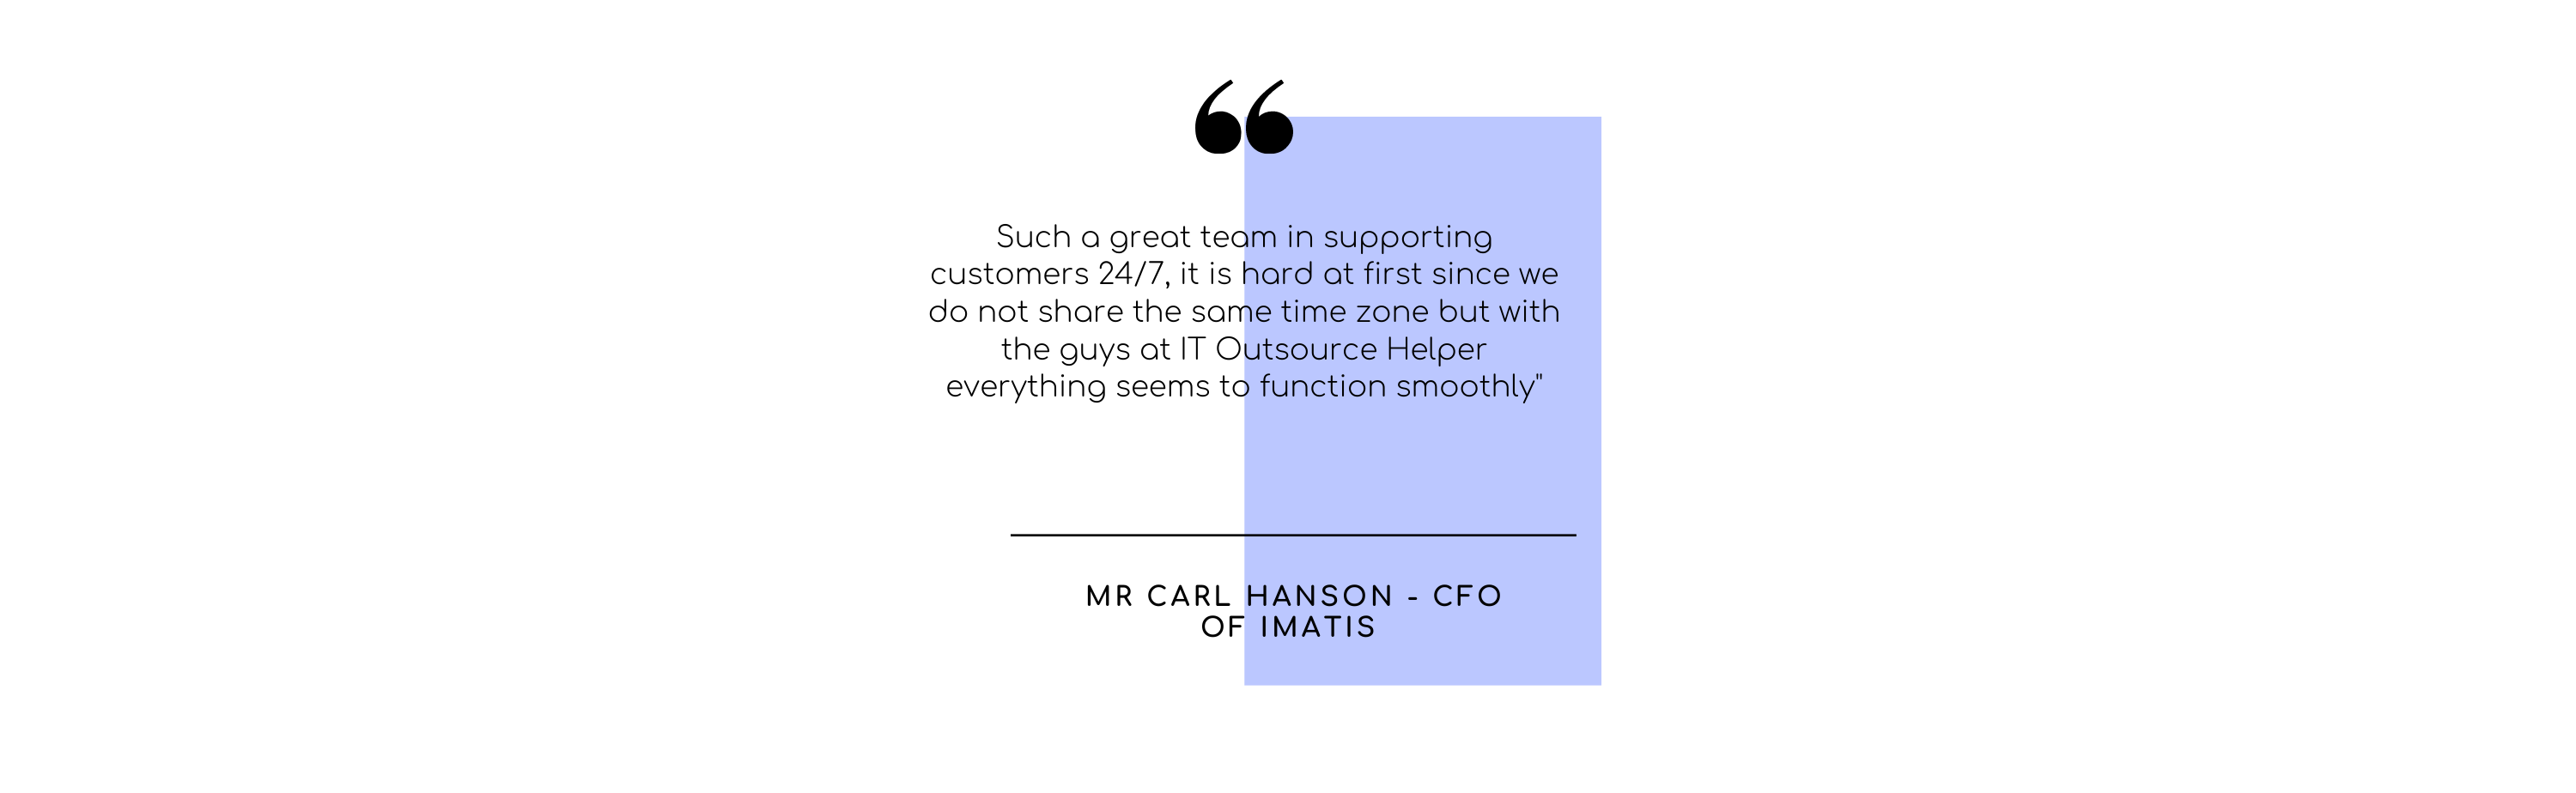 “
Such a great team in supporting
customers 24/7, it is hard at first since we
do not share the same time zone but with
the guys at IT Outsource Helper
everything seems to function smoothly"
MR CARL HANSON - CFO
OF IMATIS